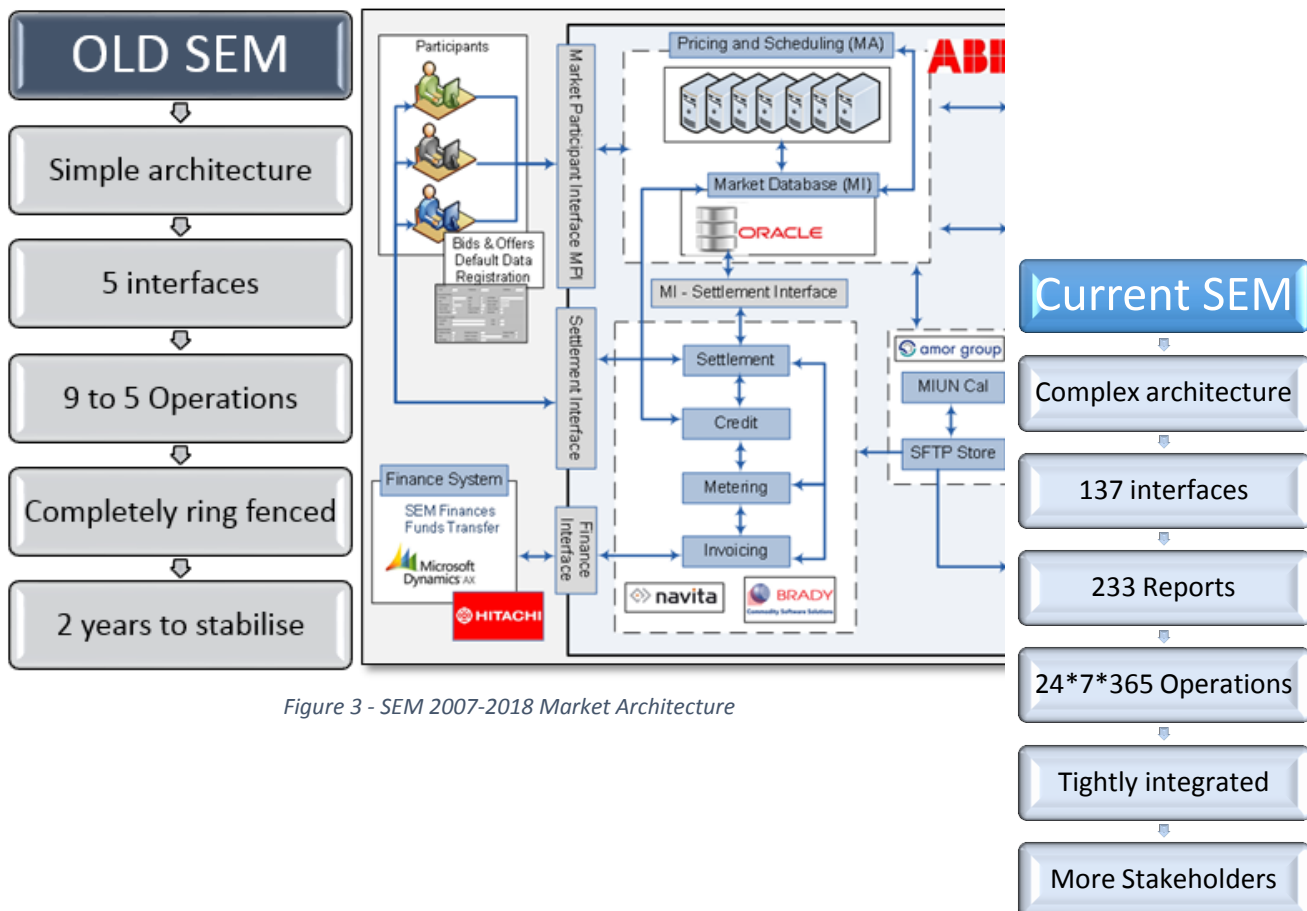 OLD SEM
Simple architecture
5 interfaces
9 to 5 Operations
Completely ring fenced
2 years to stabilise
Participants
Bids & Offers
Default Data
Registration
Market Participant Interface MPI
Settlement Interface
Finance
Interface
Finance System
SEM Finances
Funds Transfer
Microsoft
Dynamics AX
HITACHI
Pricing and Scheduling (MA)
ABB
Market Database (MI)
ORACLE
MI - Settlement Interface
Settlement
Credit
Metering
Invoicing
navita
BRADY
Commodity Software Solutions
amor group
MIUN Cal
SFTP Store
Figure 3 - SEM 2007-2018 Market Architecture
Current SEM
Complex architecture
137 interfaces
233 Reports
24*7*365 Operations
Tightly integrated
More Stakeholders